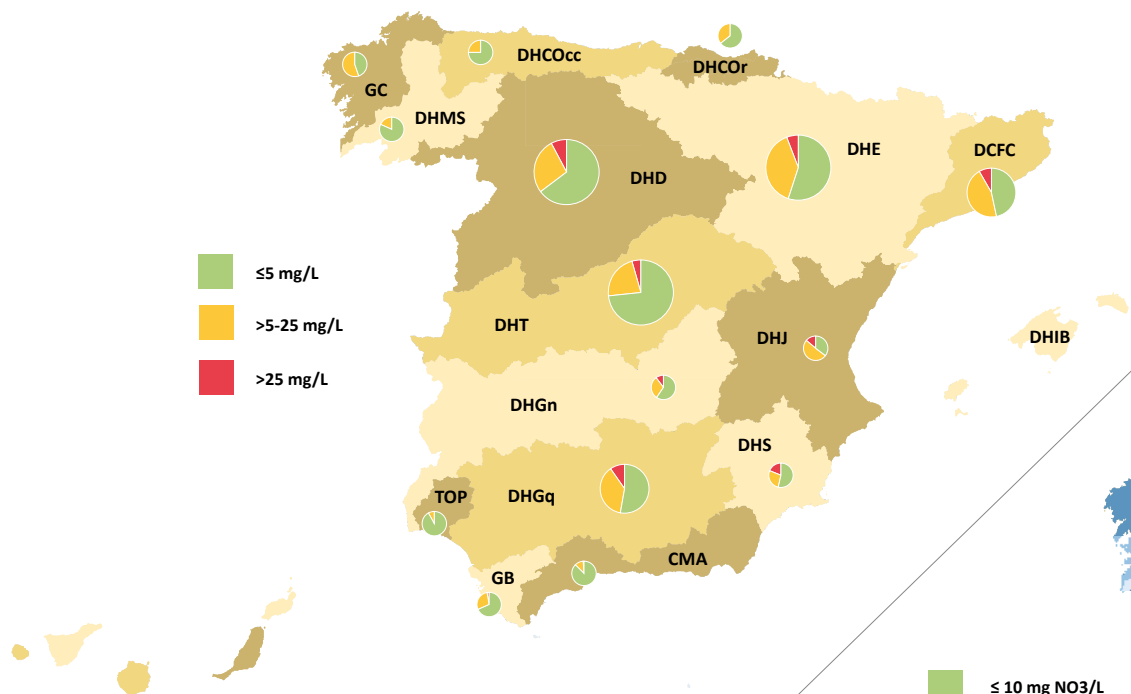 DHCOcc
DHCOr
GC
DHMS
DHE
DCFC
DHD
≤5 mg/L
>5-25 mg/L
DHT
DHJ
DHIB
>25 mg/L
DHGn
DHS
TOP
DHGq
CMA
GB
≤ 10 mg NO3/L